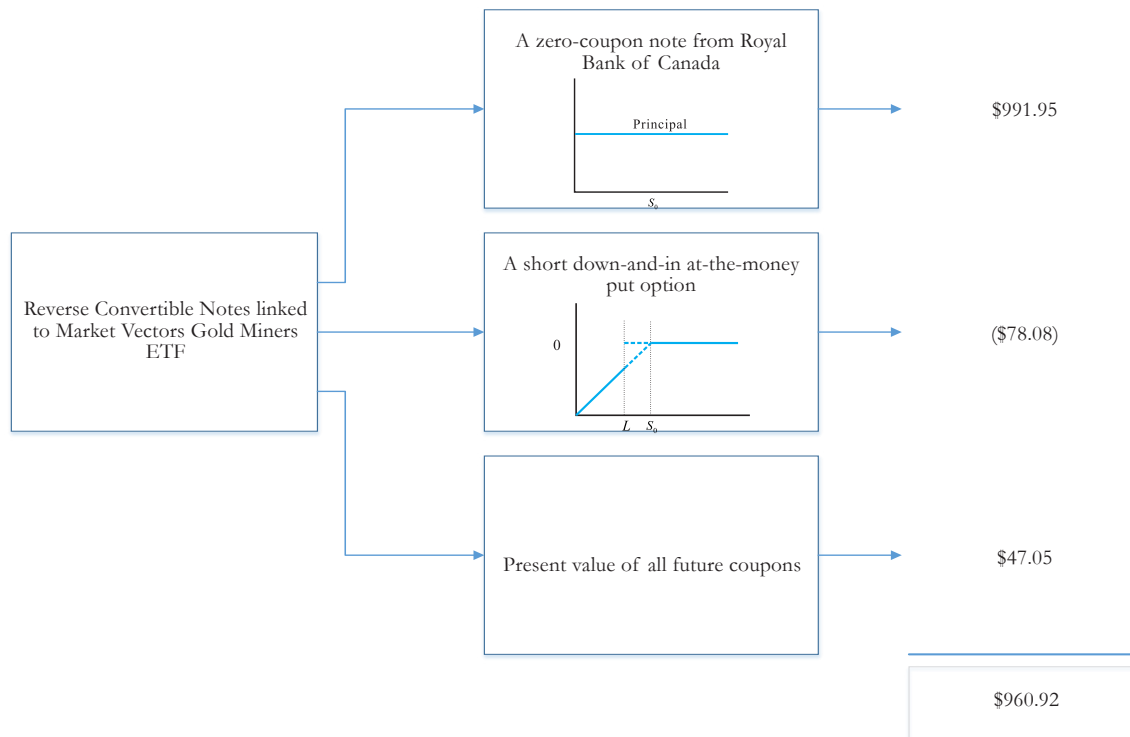 A zero-coupon note from Royal
Bank of Canada
Principal
S₀
$991.95
Reverse Convertible Notes linked
to Market Vectors Gold Miners
ETF
A short down-and-in at-the-money
put option
0
L S₀
($78.08)
Present value of all future coupons
$47.05
$960.92